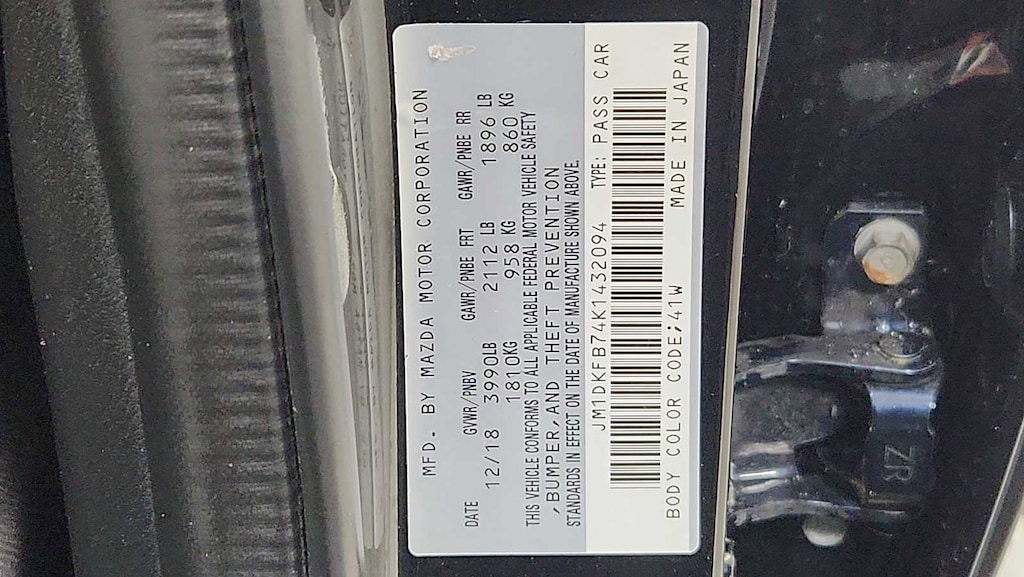 MFD. BY MAZDA MOTOR CORPORATION
DATE GVWR/PNBV GAWR/PNBE FRT GAWR/PNBE RR
12/18 3990LB 2112 LB 1896 LB
1810KG 958 KG 860 KG
THIS VEHICLE CONFORMS TO ALL APPLICABLE FEDERAL MOTOR VEHICLE SAFETY
,BUMPER,AND THEFT PREVENTION
STANDARDS IN EFFECT ON THE DATE OF MANUFACTURE SHOWN ABOVE.
JM1DKFB74K1432094 TYPE: PASS CAR
BODY COLOR CODE;41W MADE IN JAPAN
ZR